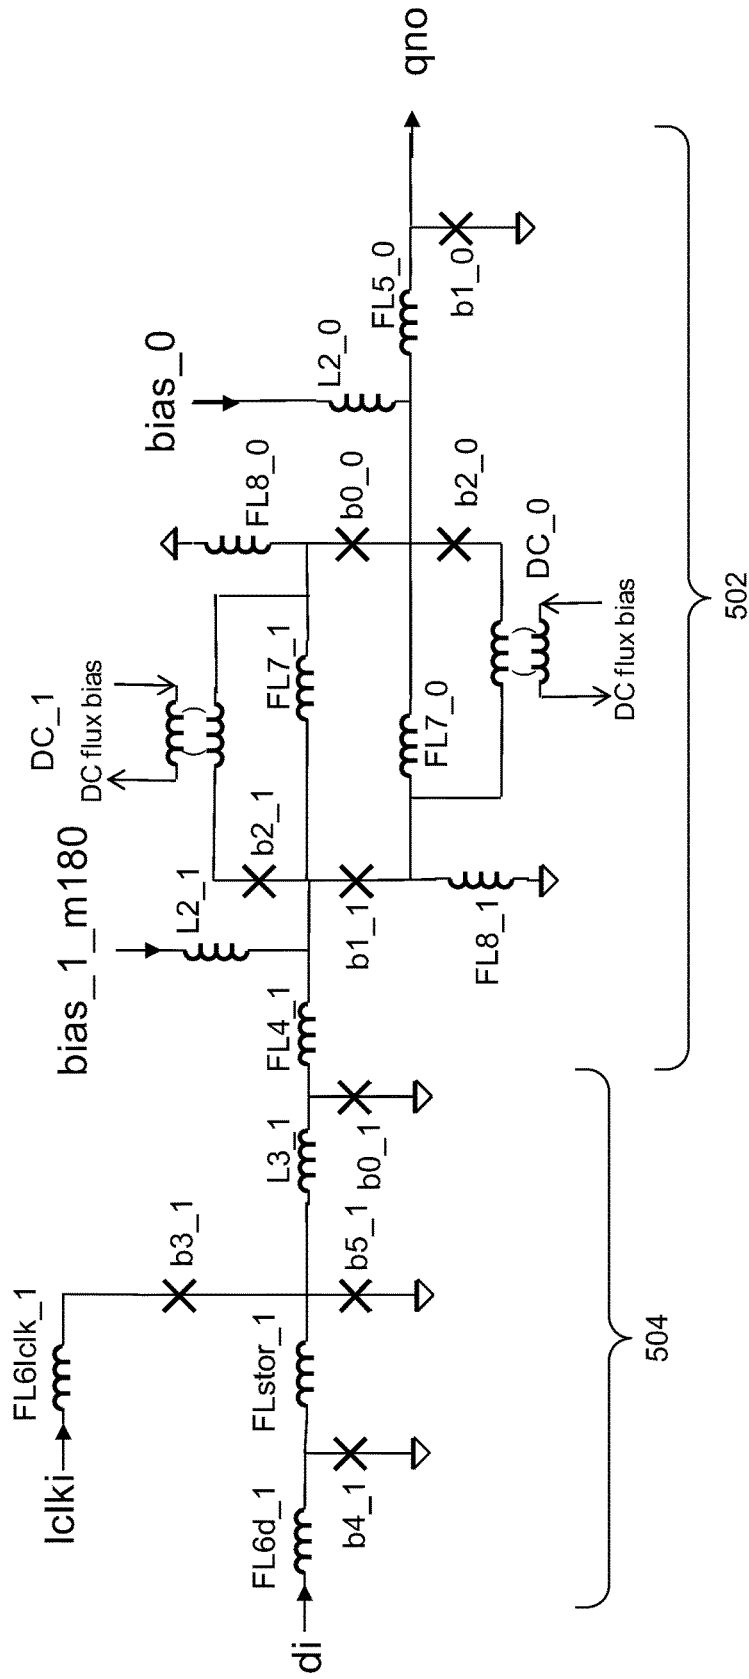 lclki
FL6lclk_1
b3_1
di
FL6d_1
b4_1
FLstor_1
b5_1
L3_1
b0_1
FL4_1
bias_1_m180
L2_1
b2_1
b1_1
FL8_1
DC_1
DC flux bias
FL7_1
FL7_0
FL8_0
b0_0
b2_0
DC_0
DC flux bias
bias_0
L2_0
FL5_0
b1_0
qno
504
502